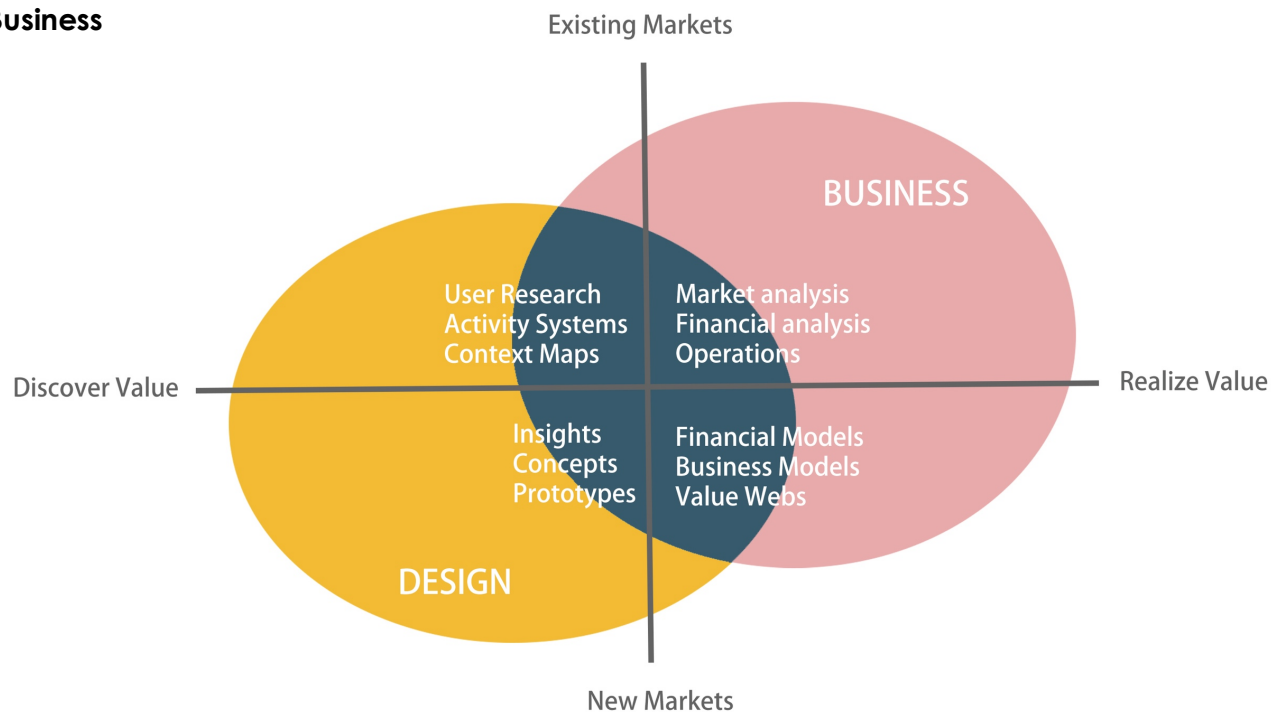 Business
Existing Markets
BUSINESS
User Research
Activity Systems
Context Maps
Market analysis
Financial analysis
Operations
Discover Value
Realize Value
Insights
Concepts
Prototypes
Financial Models
Business Models
Value Webs
DESIGN
New Markets